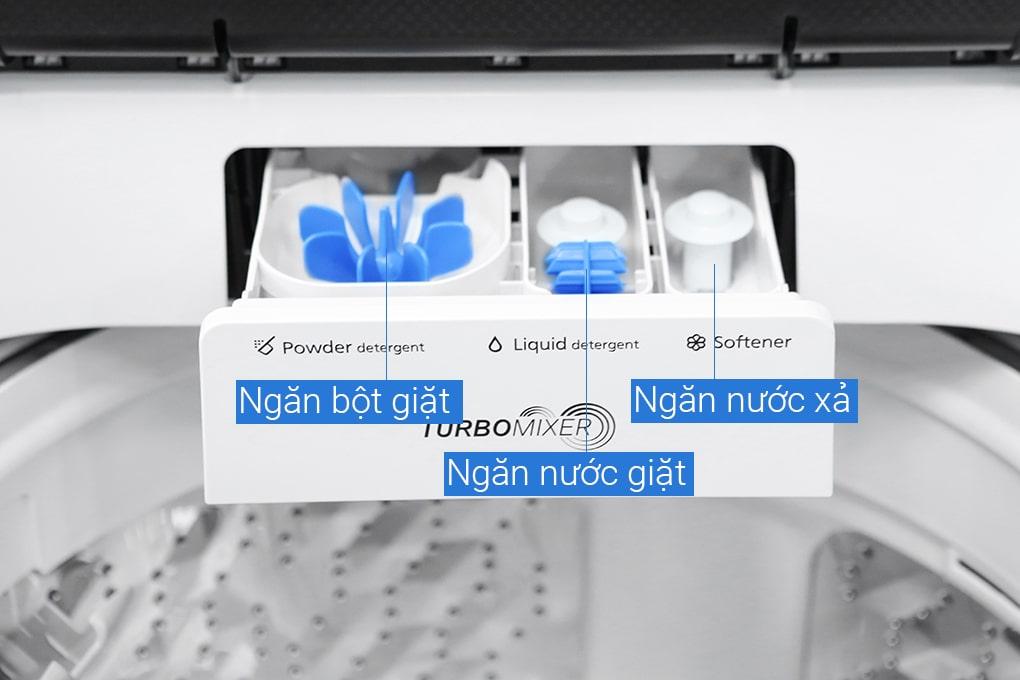 Powder detergent
Liquid detergent
Softener
Ngăn bột giặt
Ngăn nước xả
TURBOMIXER
Ngăn nước giặt